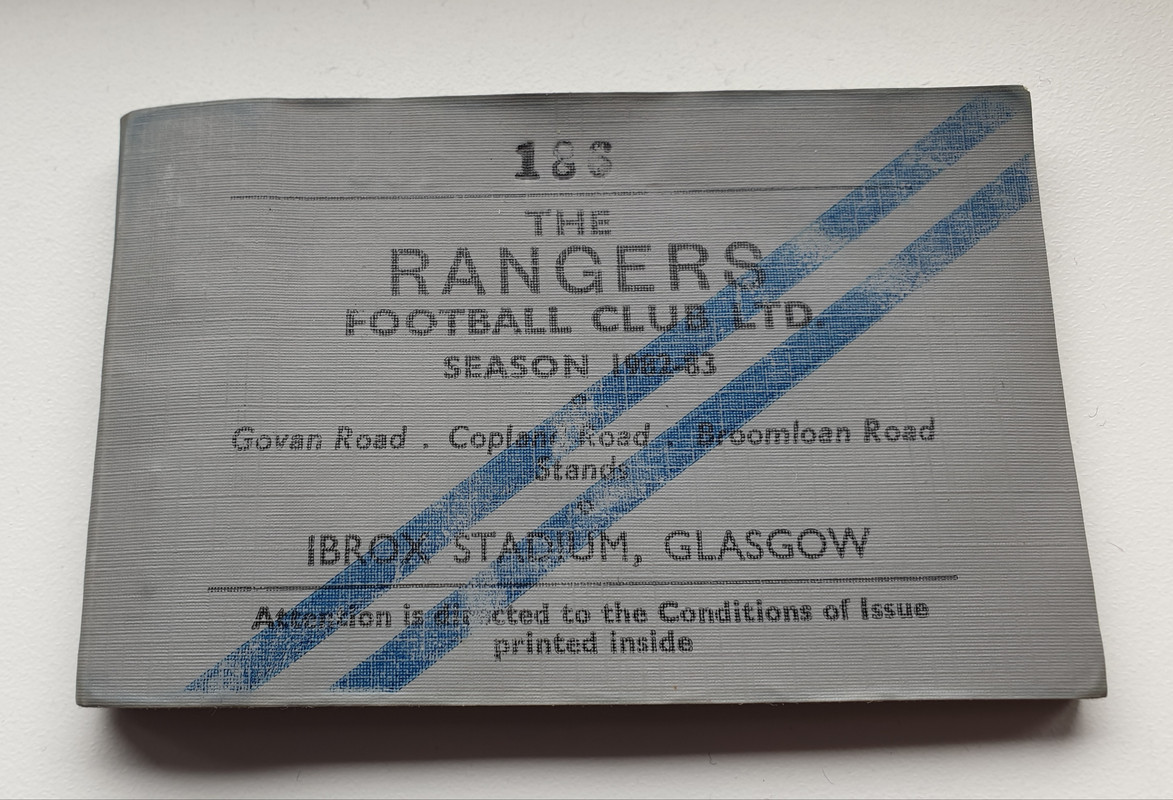 186
THE
RANGERS
FOOTBALL CLUB LTD.
SEASON 1982-83
Govan Road . Copland Road . Broomloan Road
Stands
IBROX STADIUM, GLASGOW
Attention is directed to the Conditions of Issue
printed inside